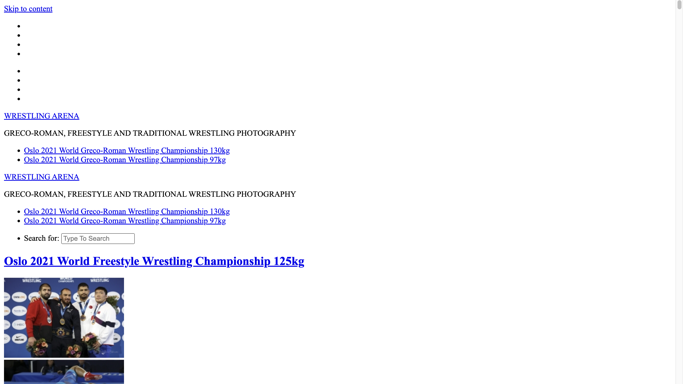 Skip to content
WRESTLING ARENA
GRECO-ROMAN, FREESTYLE AND TRADITIONAL WRESTLING PHOTOGRAPHY
Oslo 2021 World Greco-Roman Wrestling Championship 130kg
Oslo 2021 World Greco-Roman Wrestling Championship 97kg
WRESTLING ARENA
GRECO-ROMAN, FREESTYLE AND TRADITIONAL WRESTLING PHOTOGRAPHY
Oslo 2021 World Greco-Roman Wrestling Championship 130kg
Oslo 2021 World Greco-Roman Wrestling Championship 97kg
Search for: Type To Search
Oslo 2021 World Freestyle Wrestling Championship 125kg
WRESTLING